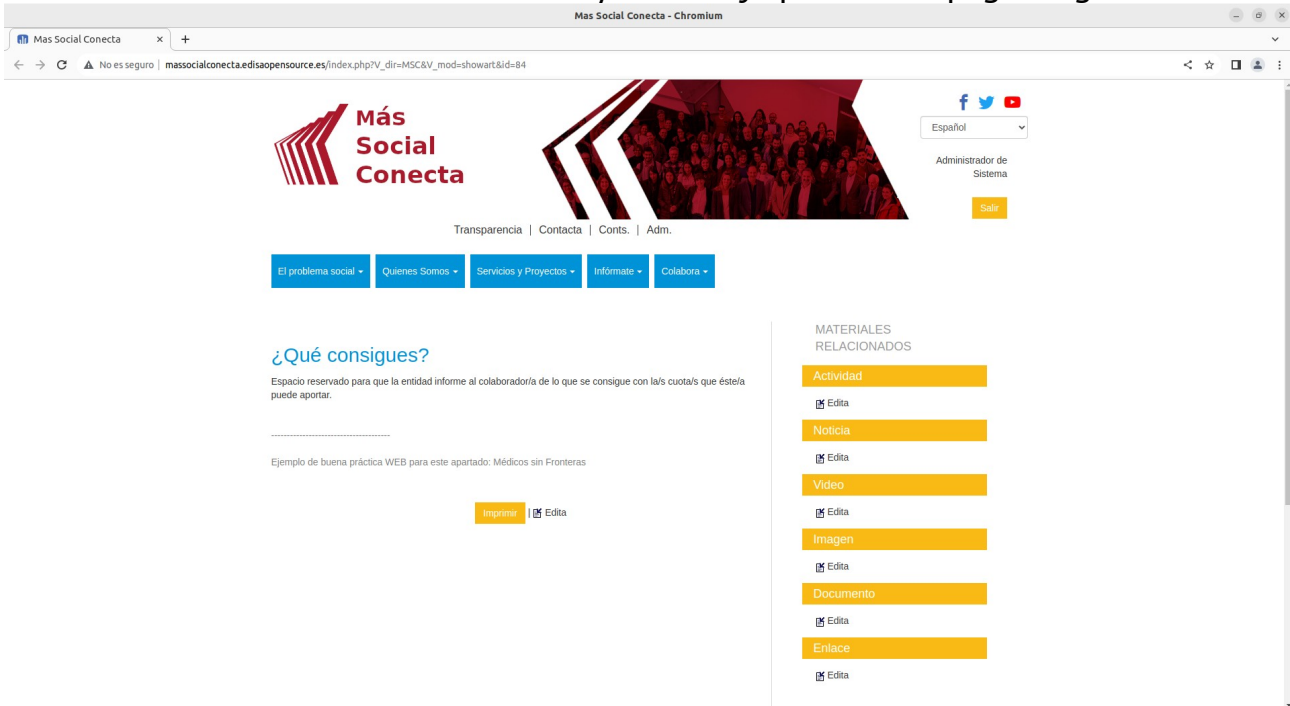 Mas Social Conecta - Chromium
Mas Social Conecta
No es seguro | massocialconecta.edisaopensource.es/index.php?V_dir=MSC&V_mod=showart&id=84
Más
Social
Conecta
Español
Administrador de
Sistema
Salir
Transparencia | Contacta | Conts. | Adm.
El problema social
Quienes Somos
Servicios y Proyectos
Infórmate
Colabora
¿Qué consigues?
Espacio reservado para que la entidad informe al colaborador/a de lo que se consigue con la/s cuota/s que éste/a
puede aportar.
--------------------------------------
Ejemplo de buena práctica WEB para este apartado: Médicos sin Fronteras
Imprimir | Edita
MATERIALES
RELACIONADOS
Actividad
Edita
Noticia
Edita
Video
Edita
Imagen
Edita
Documento
Edita
Enlace
Edita